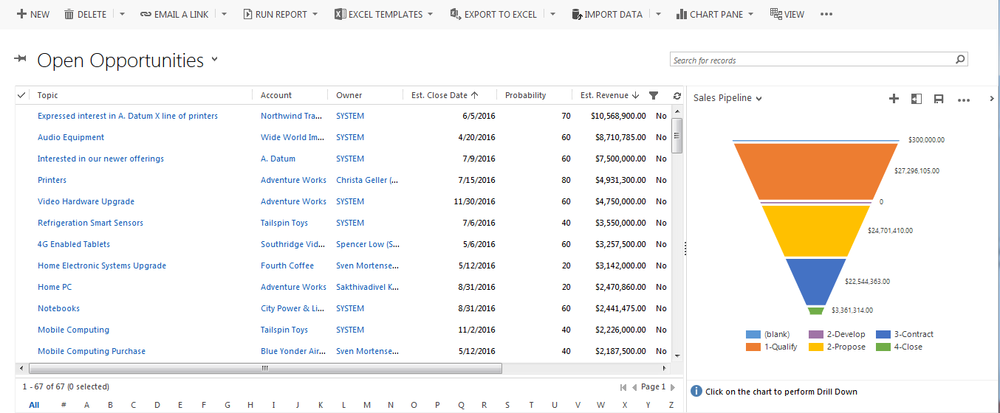 NEW DELETE EMAIL A LINK RUN REPORT EXCEL TEMPLATES EXPORT TO EXCEL IMPORT DATA CHART PANE VIEW
Open Opportunities
Search for records
Topic Account Owner Est. Close Date Probability Est. Revenue
Expressed interest in A. Datum X line of printers Northwind Tra... SYSTEM 6/5/2016 70 $10,568,900.00 No
Audio Equipment Wide World Im... SYSTEM 4/20/2016 60 $8,710,785.00 No
Interested in our newer offerings A. Datum SYSTEM 7/9/2016 60 $7,500,000.00 No
Printers Adventure Works Christa Geller (... 7/15/2016 80 $4,931,300.00 No
Video Hardware Upgrade Adventure Works SYSTEM 11/30/2016 60 $4,750,000.00 No
Refrigeration Smart Sensors Tailspin Toys SYSTEM 7/6/2016 40 $3,550,000.00 No
4G Enabled Tablets Southridge Vid... Spencer Low (S... 5/6/2016 60 $3,257,500.00 No
Home Electronic Systems Upgrade Fourth Coffee Sven Mortense... 5/12/2016 20 $3,142,000.00 No
Home PC Adventure Works Sakthivadivel K... 8/31/2016 20 $2,470,860.00 No
Notebooks City Power & Li... SYSTEM 8/31/2016 60 $2,441,475.00 No
Mobile Computing Tailspin Toys SYSTEM 11/2/2016 40 $2,226,000.00 No
Mobile Computing Purchase Blue Yonder Air... Sven Mortense... 5/12/2016 40 $2,187,500.00 No
1 - 67 of 67 (0 selected) Page 1
All # A B C D E F G H I J K L M N O P Q R S T U V W X Y Z
Sales Pipeline
$300,000.00
$27,296,105.00
0
$24,701,410.00
$22,544,363.00
$3,361,314.00
(blank) 2-Develop 3-Contract
1-Qualify 2-Propose 4-Close
Click on the chart to perform Drill Down